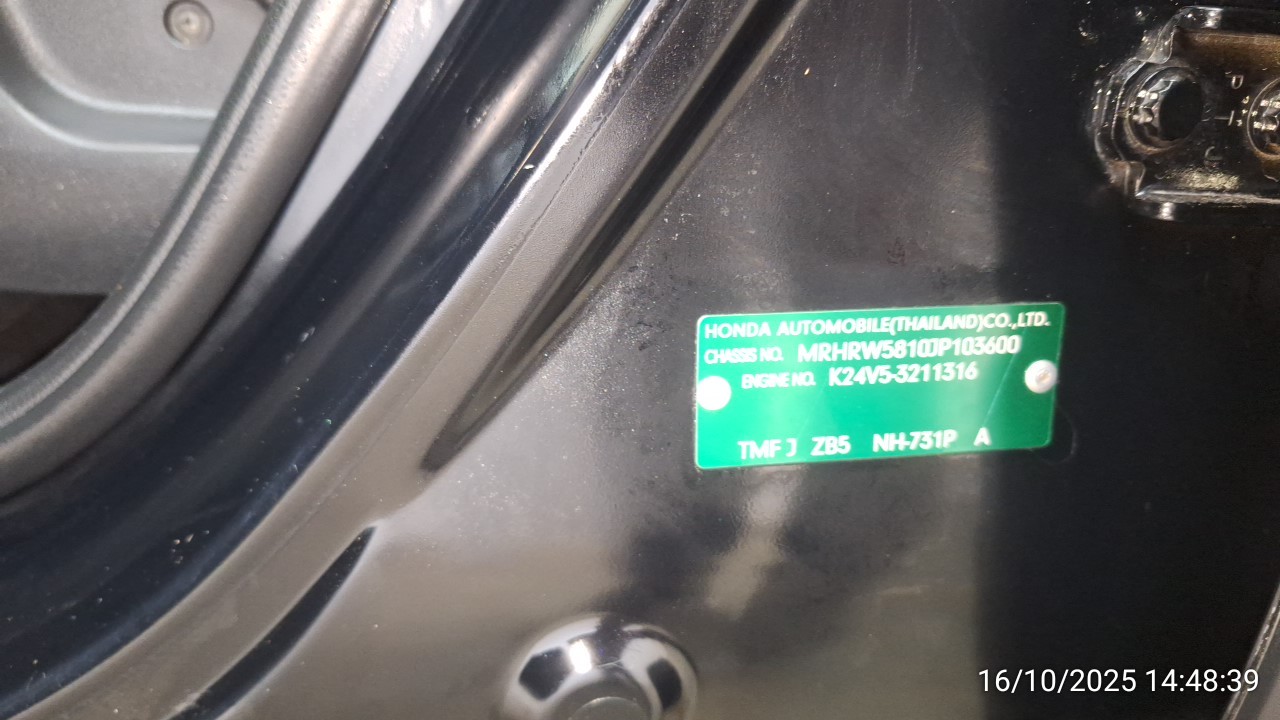 HONDA AUTOMOBILE(THAILAND)CO.,LTD.
CHASSIS NO. MRHRW5810JP103600
ENGINE NO. K24V5-3211316
TMF J ZB5 NH-731P A
16/10/2025 14:48:39